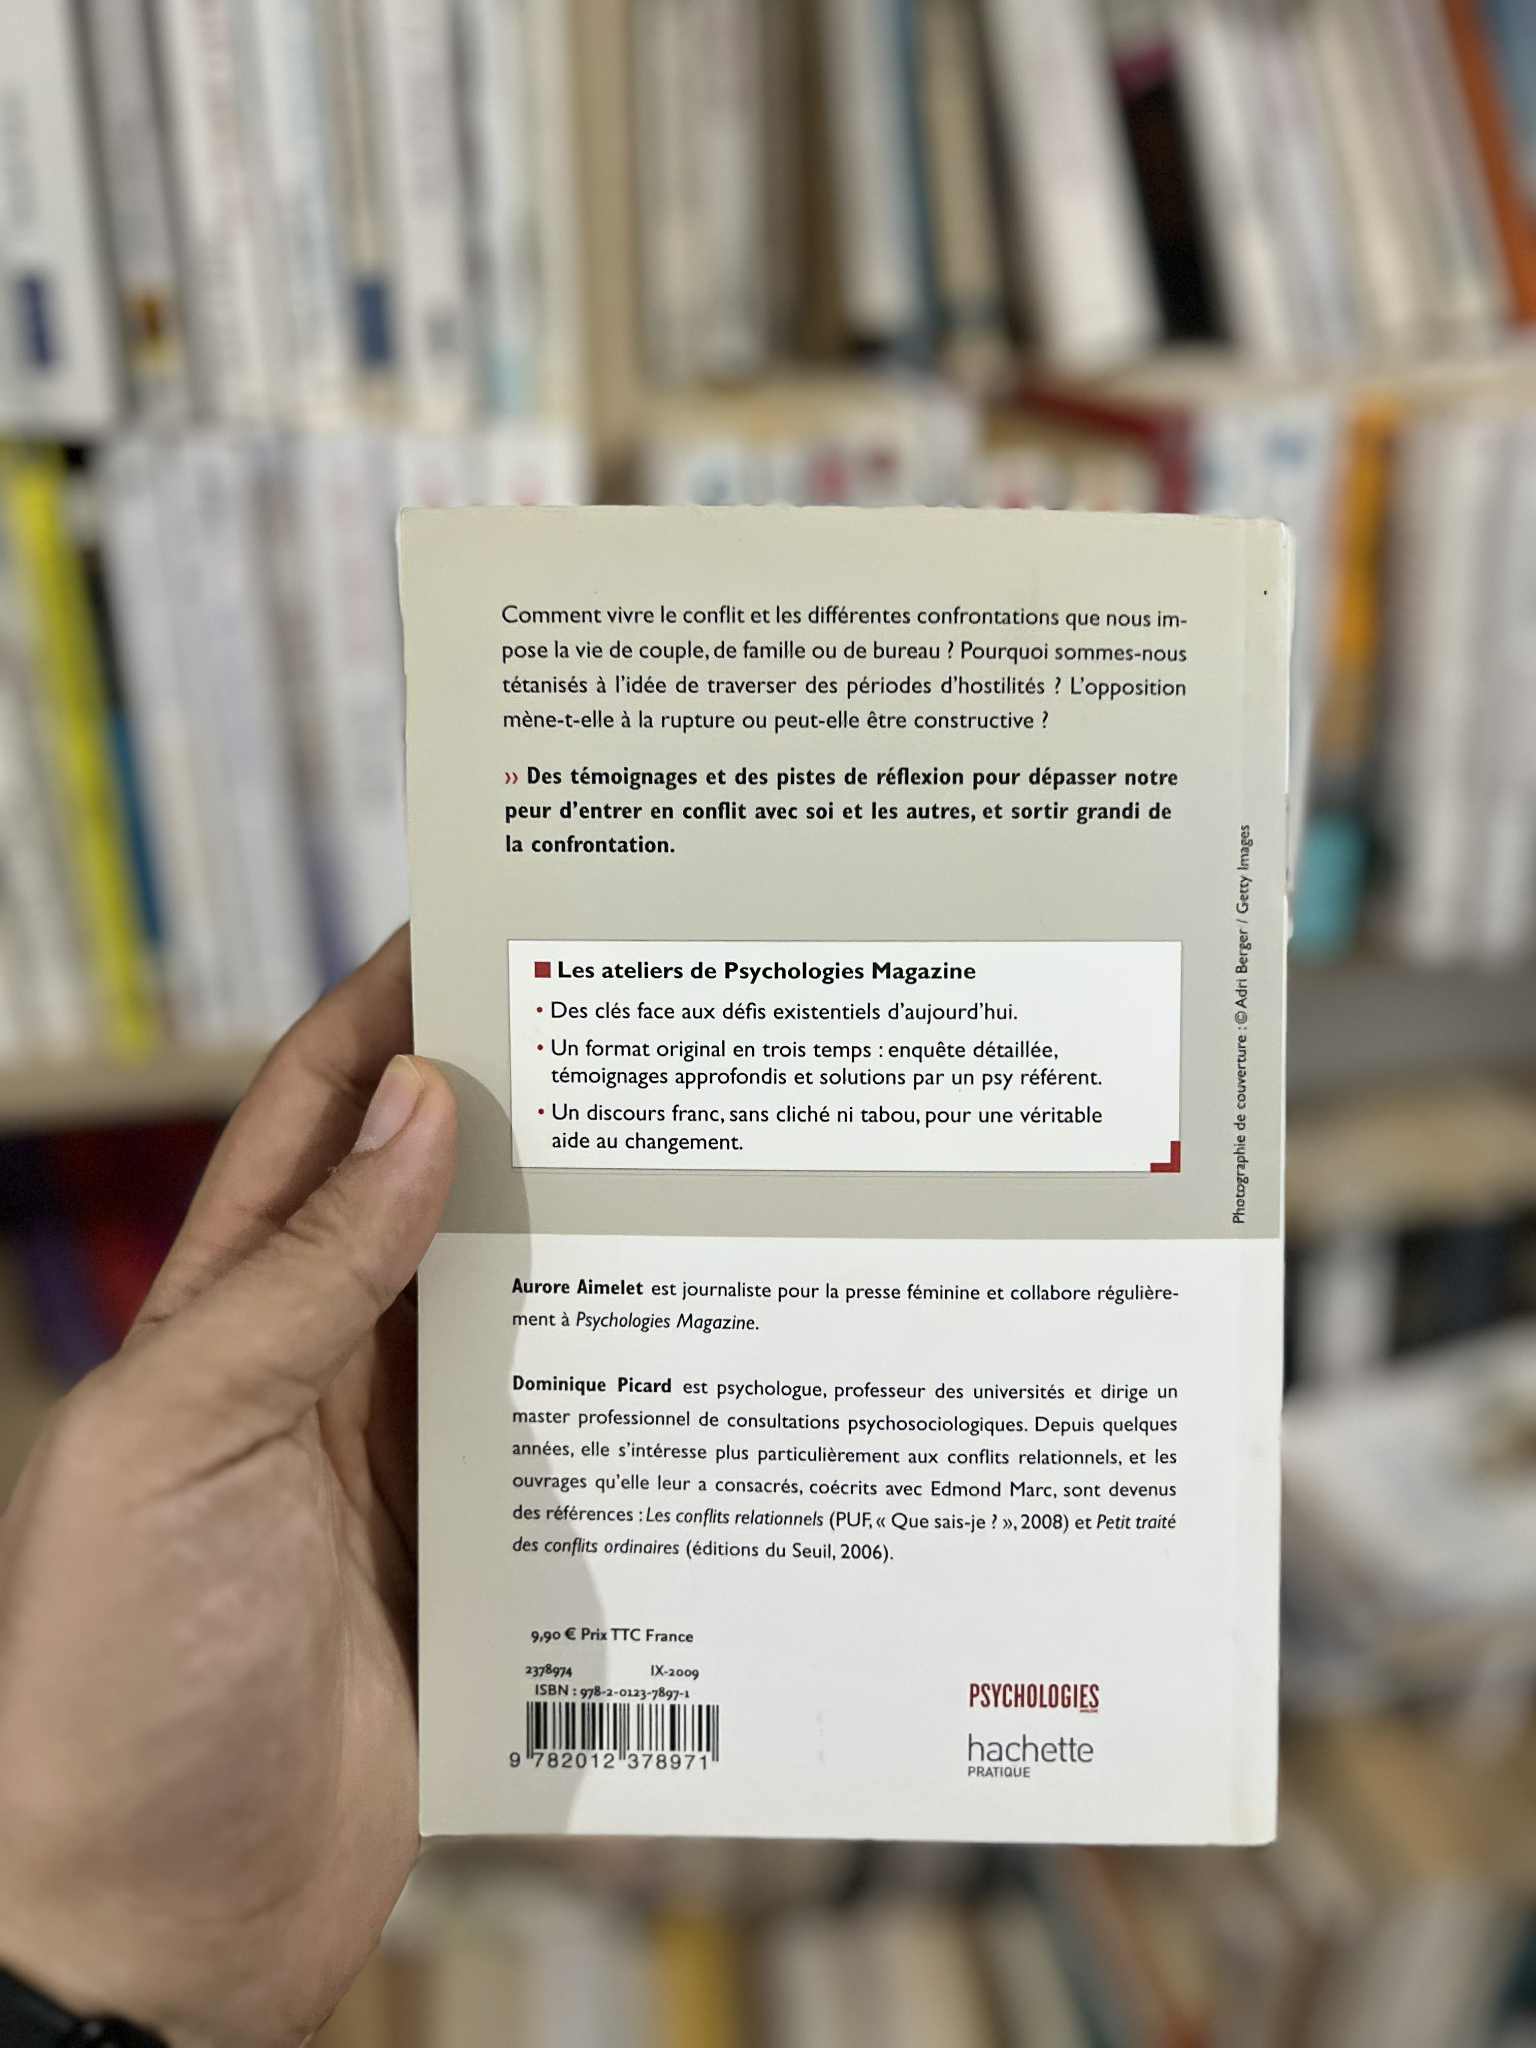 Comment vivre le conflit et les différentes confrontations que nous im-
pose la vie de couple, de famille ou de bureau ? Pourquoi sommes-nous
tétanisés à l'idée de traverser des périodes d'hostilités ? L'opposition
mène-t-elle à la rupture ou peut-elle être constructive ?
›› Des témoignages et des pistes de réflexion pour dépasser notre
peur d'entrer en conflit avec soi et les autres, et sortir grandi de
la confrontation.
■ Les ateliers de Psychologies Magazine
• Des clés face aux défis existentiels d'aujourd'hui.
• Un format original en trois temps : enquête détaillée,
témoignages approfondis et solutions par un psy référent.
• Un discours franc, sans cliché ni tabou, pour une véritable
aide au changement.
Photographie de couverture : © Adri Berger / Getty Images
Aurore Aimelet est journaliste pour la presse féminine et collabore régulière-
ment à Psychologies Magazine.
Dominique Picard est psychologue, professeur des universités et dirige un
master professionnel de consultations psychosociologiques. Depuis quelques
années, elle s'intéresse plus particulièrement aux conflits relationnels, et les
ouvrages qu'elle leur a consacrés, coécrits avec Edmond Marc, sont devenus
des références : Les conflits relationnels (PUF, « Que sais-je ? », 2008) et Petit traité
des conflits ordinaires (éditions du Seuil, 2006).
9,90 € Prix TTC France
2378974 IX-2009
ISBN : 978-2-0123-7897-1
9 782012 378971
PSYCHOLOGIES
hachette
PRATIQUE